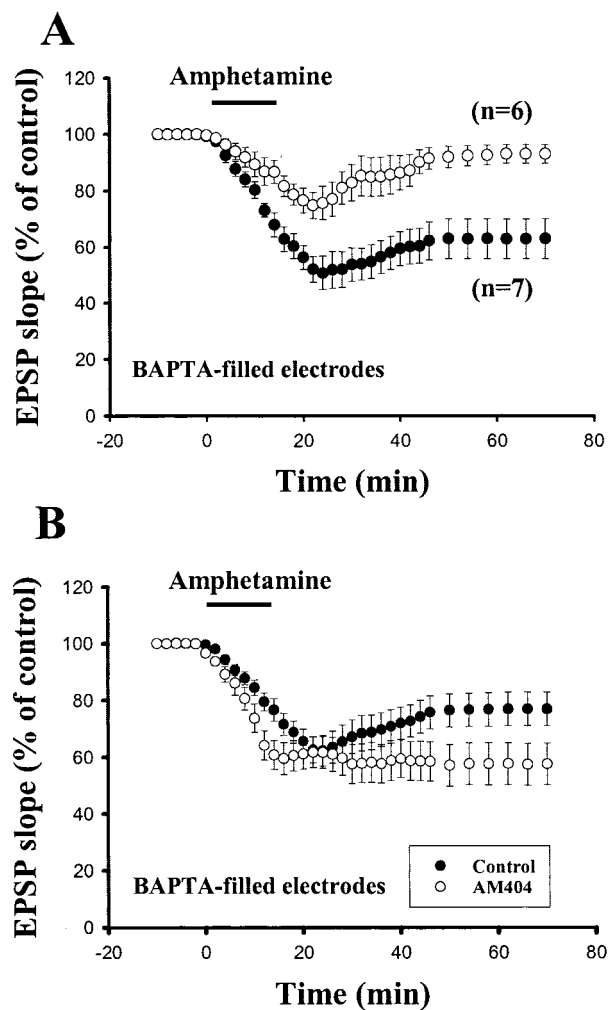 A
Amphetamine
(n=6)
(n=7)
BAPTA-filled electrodes
EPSP slope (% of control)
120
100
80
60
40
20
0
-20
0
20
40
60
80
Time (min)
B
Amphetamine
BAPTA-filled electrodes
Control
AM404
EPSP slope (% of control)
120
100
80
60
40
20
0
-20
0
20
40
60
80
Time (min)